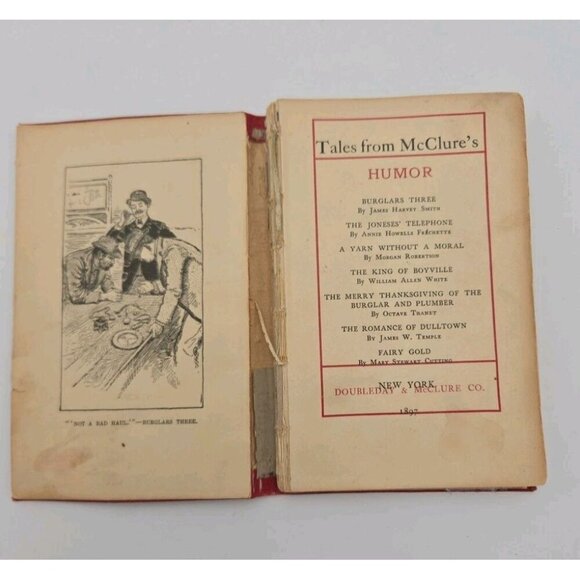 "'NOT A BAD HAUL.'"—BURGLARS THREE.
Tales from McClure's
HUMOR
BURGLARS THREE
By James Harvey Smith
THE JONESES' TELEPHONE
By Annie Howells Fréchette
A YARN WITHOUT A MORAL
By Morgan Robertson
THE KING OF BOYVILLE
By William Allen White
THE MERRY THANKSGIVING OF THE
BURGLAR AND PLUMBER
By Octave Thanet
THE ROMANCE OF DULLTOWN
By James W. Temple
FAIRY GOLD
By Mary Stewart Cutting
NEW YORK
DOUBLEDAY & McCLURE CO.
1897